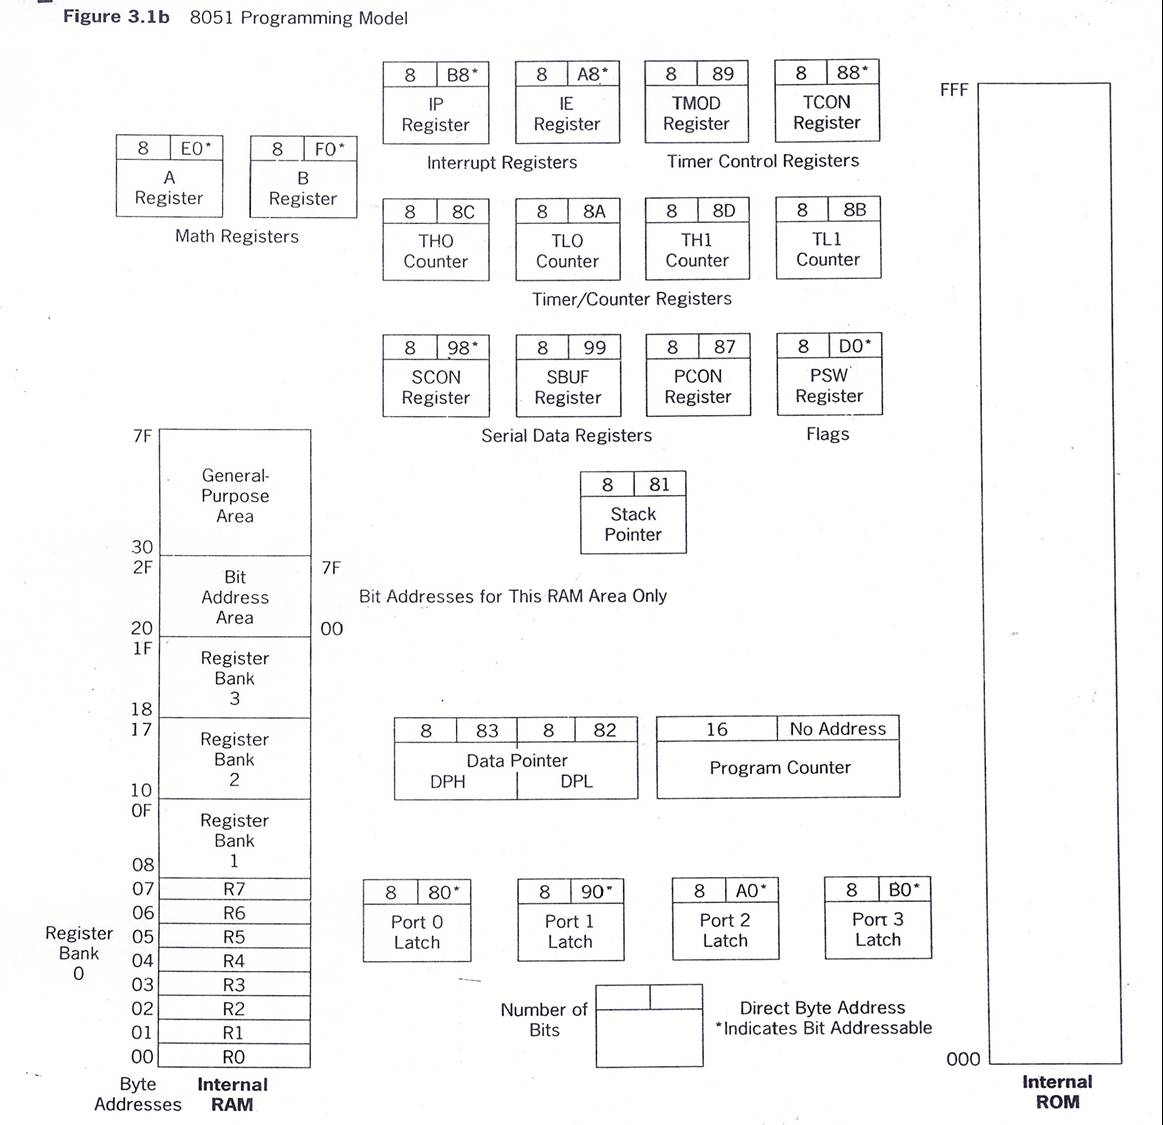 Figure 3.1b 8051 Programming Model
8 B8*
IP
Register
8 A8*
IE
Register
Interrupt Registers
8 89
TMOD
Register
8 88*
TCON
Register
Timer Control Registers
8 E0*
A
Register
8 F0*
B
Register
Math Registers
8 8C
TH0
Counter
8 8A
TL0
Counter
8 8D
TH1
Counter
8 8B
TL1
Counter
Timer/Counter Registers
8 98*
SCON
Register
8 99
SBUF
Register
8 87
PCON
Register
Serial Data Registers
8 D0*
PSW
Register
Flags
8 81
Stack
Pointer
7F
General-
Purpose
Area
30
2F
Bit
Address
Area
20
7F
00
Bit Addresses for This RAM Area Only
1F
Register
Bank
3
18
17
Register
Bank
2
10
0F
Register
Bank
1
08
07 R7
06 R6
05 R5
04 R4
03 R3
02 R2
01 R1
00 R0
Register
Bank
0
Byte
Addresses
Internal
RAM
8 83 8 82
Data Pointer
DPH DPL
16 No Address
Program Counter
8 80*
Port 0
Latch
8 90*
Port 1
Latch
8 A0*
Port 2
Latch
8 B0*
Port 3
Latch
Number of
Bits
Direct Byte Address
*Indicates Bit Addressable
FFF
000
Internal
ROM